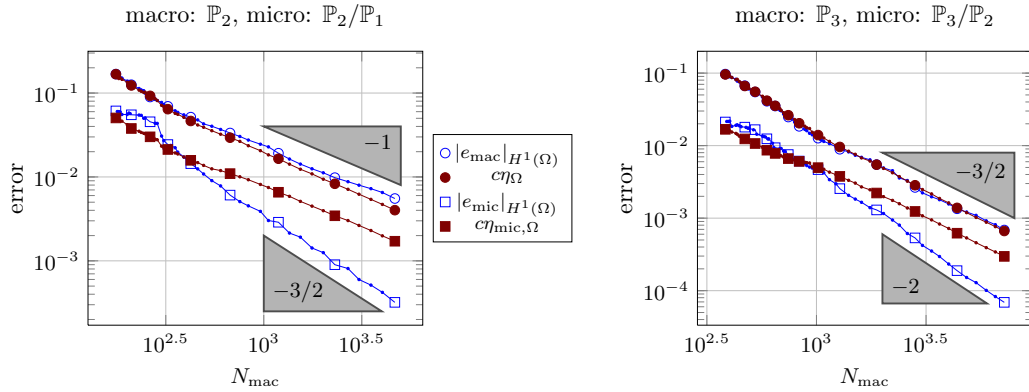 macro: ℙ₂, micro: ℙ₂/ℙ₁
error
10⁻¹
10⁻²
10⁻³
−1
−3/2
10^2.5
10^3
10^3.5
N_mac
|e_mac|_H¹(Ω)
cη_Ω
|e_mic|_H¹(Ω)
cη_mic,Ω
macro: ℙ₃, micro: ℙ₃/ℙ₂
error
10⁻¹
10⁻²
10⁻³
10⁻⁴
−3/2
−2
10^2.5
10^3
10^3.5
N_mac